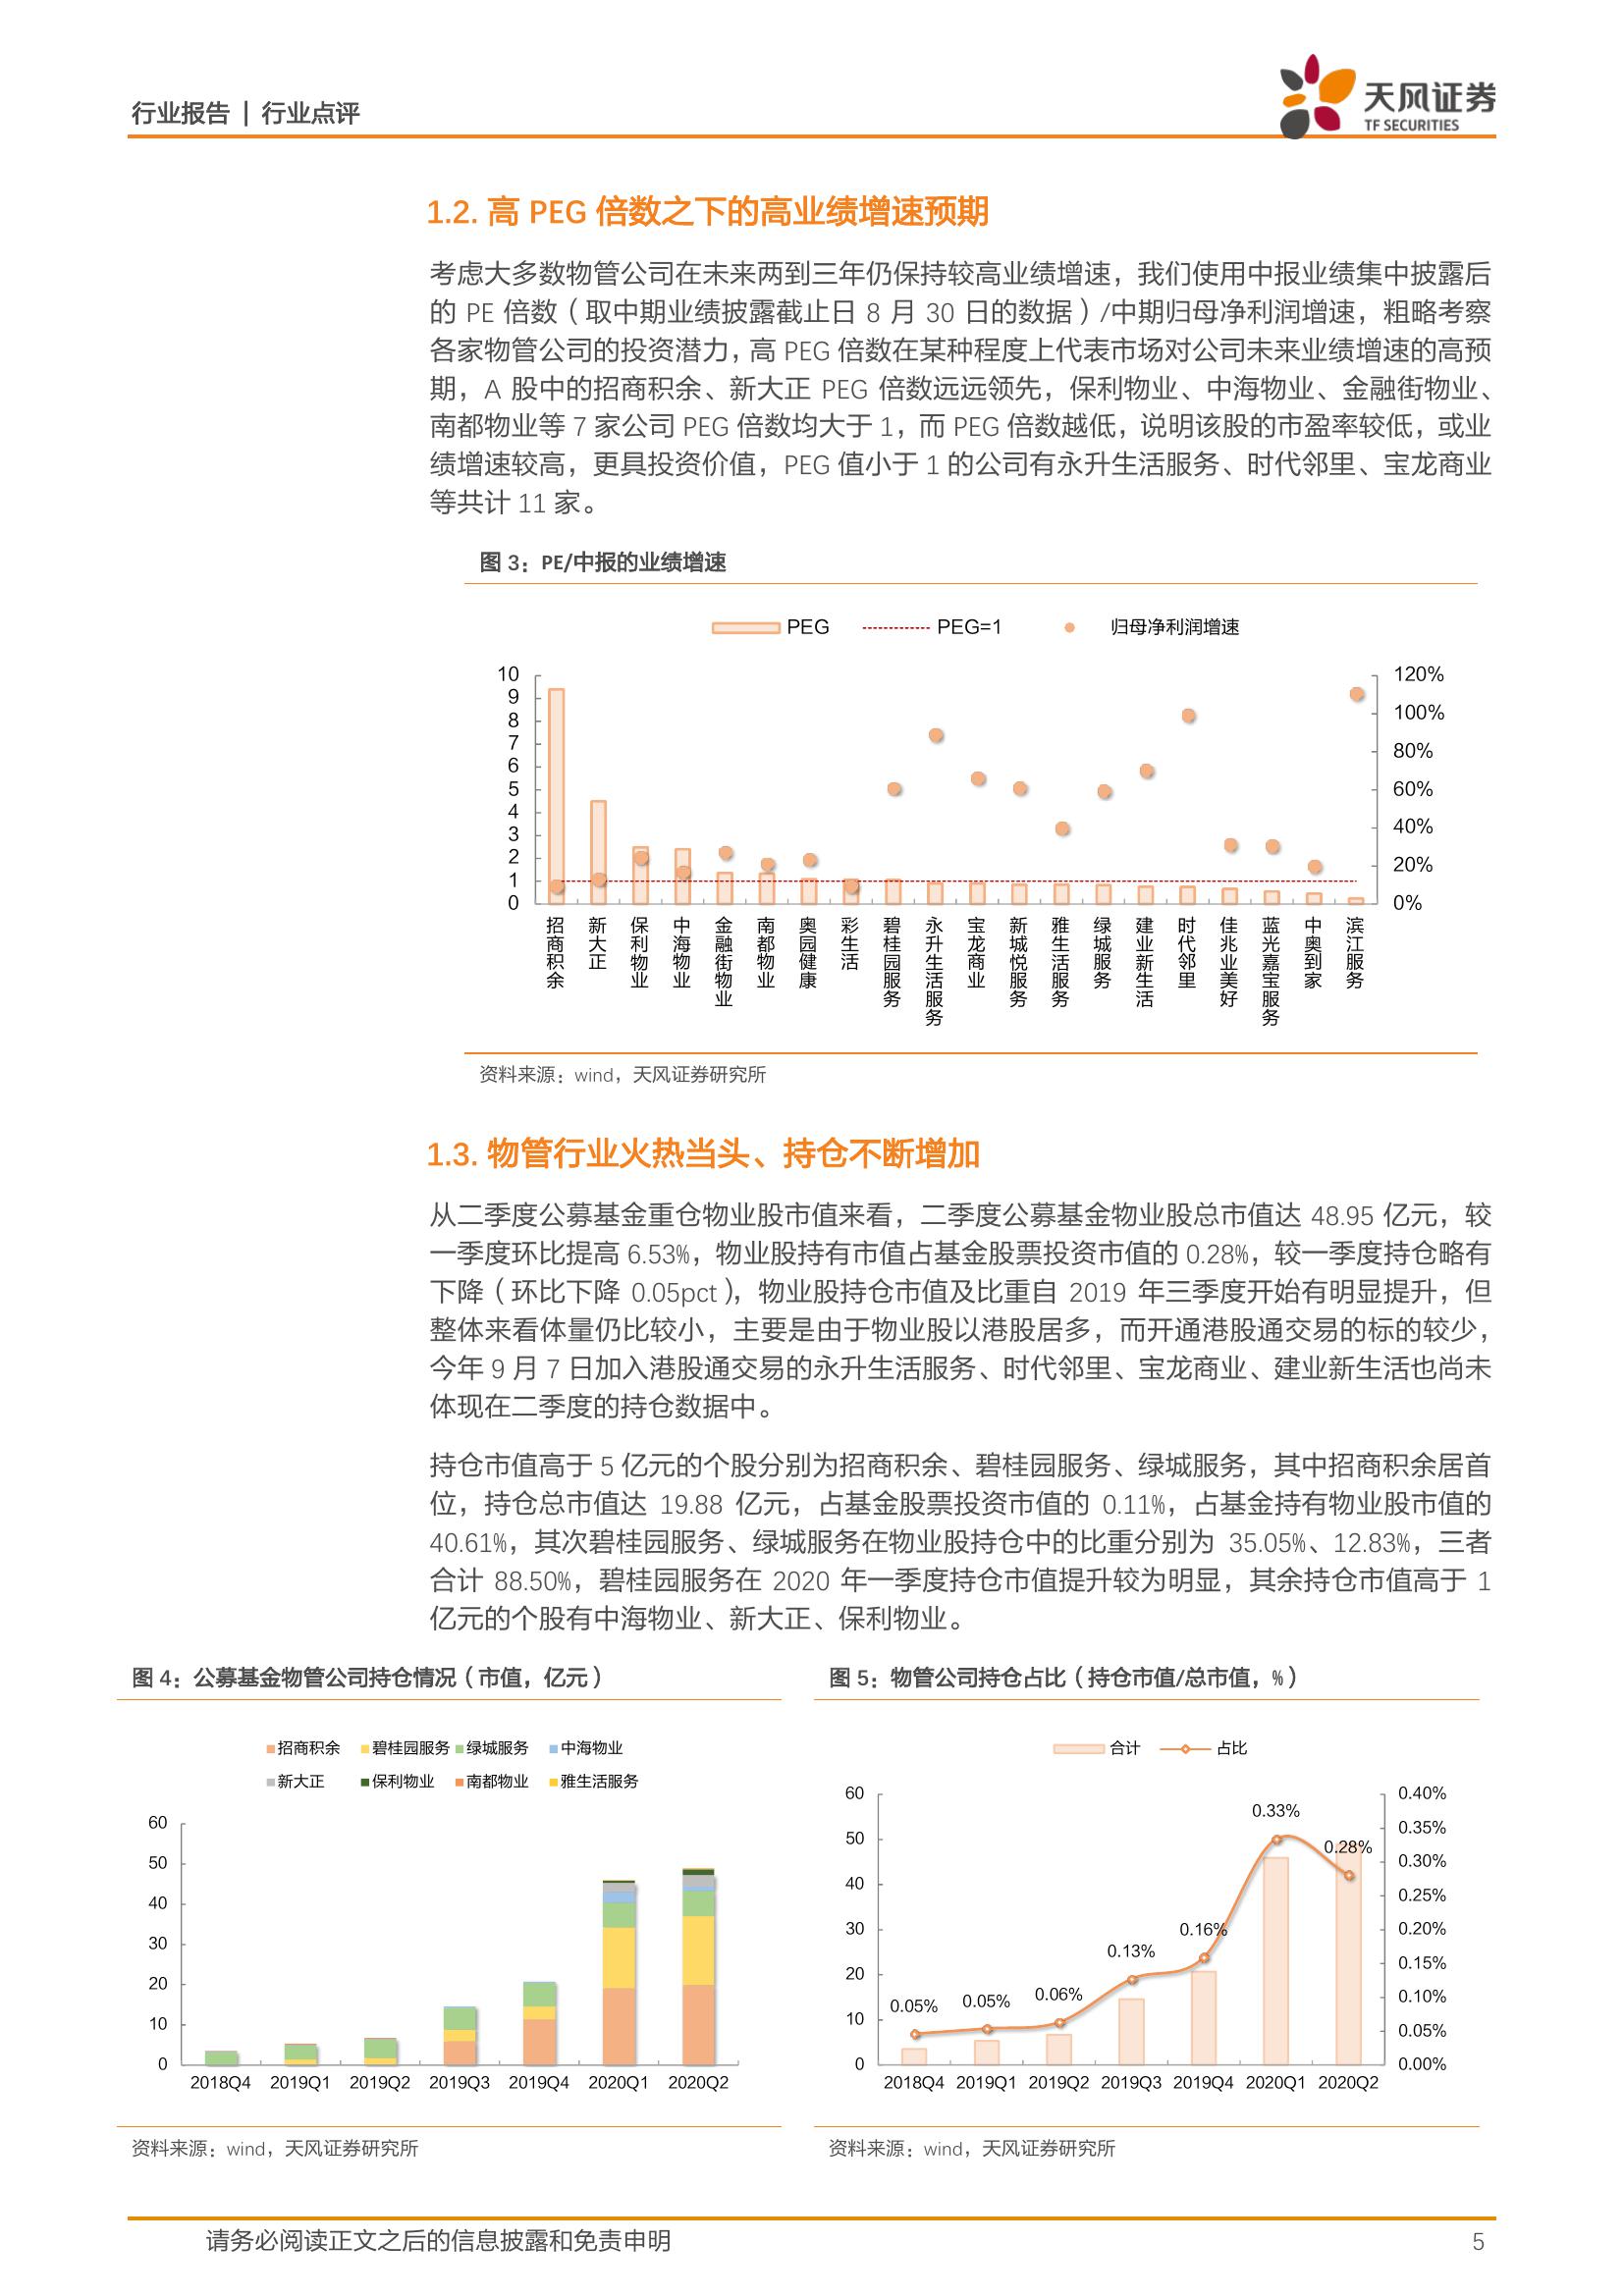 行业报告 | 行业点评
天风证券
TF SECURITIES
1.2. 高 PEG 倍数之下的高业绩增速预期
考虑大多数物管公司在未来两到三年仍保持较高业绩增速，我们使用中报业绩集中披露后
的 PE 倍数（取中期业绩披露截止日 8 月 30 日的数据）/中期归母净利润增速，粗略考察
各家物管公司的投资潜力，高 PEG 倍数在某种程度上代表市场对公司未来业绩增速的高预
期，A 股中的招商积余、新大正 PEG 倍数远远领先，保利物业、中海物业、金融街物业、
南都物业等 7 家公司 PEG 倍数均大于 1，而 PEG 倍数越低，说明该股的市盈率较低，或业
绩增速较高，更具投资价值，PEG 值小于 1 的公司有永升生活服务、时代邻里、宝龙商业
等共计 11 家。
图 3：PE/中报的业绩增速
PEG PEG=1 归母净利润增速
10 120%
9
8 100%
7 80%
6
5 60%
4
3 40%
2 20%
1
0 0%
招商积余
新大正
保利物业
中海物业
金融街物业
南都物业
奥园健康
彩生活
碧桂园服务
永升生活服务
宝龙商业
新城悦服务
雅生活服务
绿城服务
建业新生活
时代邻里
佳兆业美好
蓝光嘉宝服务
中奥到家
滨江服务
资料来源：wind，天风证券研究所
1.3. 物管行业火热当头、持仓不断增加
从二季度公募基金重仓物业股市值来看，二季度公募基金物业股总市值达 48.95 亿元，较
一季度环比提高 6.53%，物业股持有市值占基金股票投资市值的 0.28%，较一季度持仓略有
下降（环比下降 0.05pct），物业股持仓市值及比重自 2019 年三季度开始有明显提升，但
整体来看体量仍比较小，主要是由于物业股以港股居多，而开通港股通交易的标的较少，
今年 9 月 7 日加入港股通交易的永升生活服务、时代邻里、宝龙商业、建业新生活也尚未
体现在二季度的持仓数据中。
持仓市值高于 5 亿元的个股分别为招商积余、碧桂园服务、绿城服务，其中招商积余居首
位，持仓总市值达 19.88 亿元，占基金股票投资市值的 0.11%，占基金持有物业股市值的
40.61%，其次碧桂园服务、绿城服务在物业股持仓中的比重分别为 35.05%、12.83%，三者
合计 88.50%，碧桂园服务在 2020 年一季度持仓市值提升较为明显，其余持仓市值高于 1
亿元的个股有中海物业、新大正、保利物业。
图 4：公募基金物管公司持仓情况（市值，亿元）
招商积余 碧桂园服务 绿城服务 中海物业
新大正 保利物业 南都物业 雅生活服务
60
50
40
30
20
10
0
2018Q4 2019Q1 2019Q2 2019Q3 2019Q4 2020Q1 2020Q2
资料来源：wind，天风证券研究所
图 5：物管公司持仓占比（持仓市值/总市值，%）
合计 占比
60 0.40%
0.33%
0.35%
50 0.28%
0.30%
40 0.25%
30 0.16% 0.20%
0.13% 0.15%
20
0.05% 0.05% 0.06% 0.10%
10 0.05%
0 0.00%
2018Q4 2019Q1 2019Q2 2019Q3 2019Q4 2020Q1 2020Q2
资料来源：wind，天风证券研究所
请务必阅读正文之后的信息披露和免责申明 5